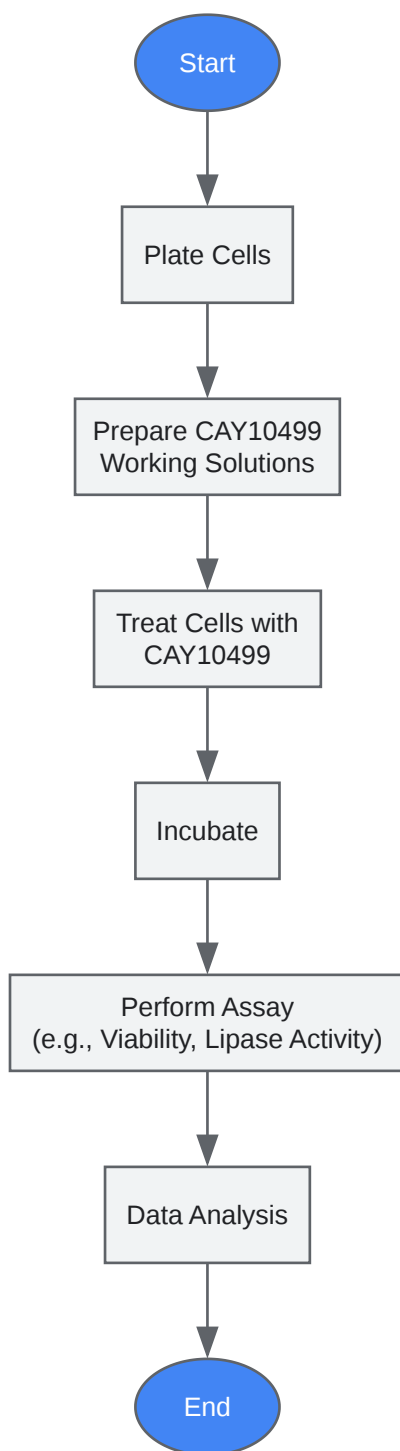 Start
Plate Cells
Prepare CAY10499
Working Solutions
Treat Cells with
CAY10499
Incubate
Perform Assay
(e.g., Viability, Lipase Activity)
Data Analysis
End